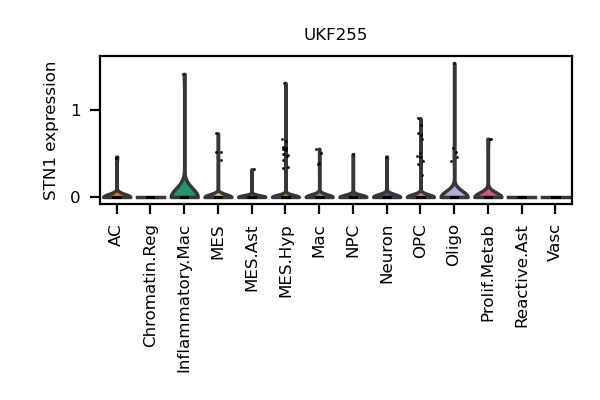 UKF255
STN1 expression
1
0
AC
Chromatin.Reg
Inflammatory.Mac
MES
MES.Ast
MES.Hyp
Mac
NPC
Neuron
OPC
Oligo
Prolif.Metab
Reactive.Ast
Vasc